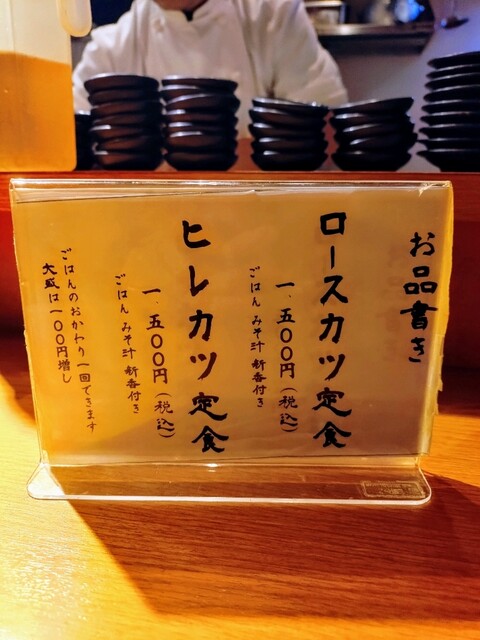 お品書き
ロースカツ定食
一、五〇〇円（税込）
ごはん みそ汁 新香付き
ヒレカツ定食
一、五〇〇円（税込）
ごはん みそ汁 新香付き
ごはんのおかわり一回できます
大盛は一〇〇円増し